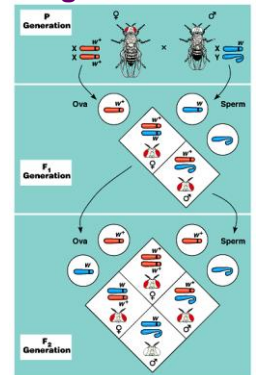 P
Generation
♀ ♂
w+ w
X X
X × Y
w+
Ova Sperm
w+ w
w+
w
w+
♀
♂
F1
Generation
Ova Sperm
w+ w+
w
w+
w+
♀
w+
w
w+
♀ ♂
w
♂
F2
Generation